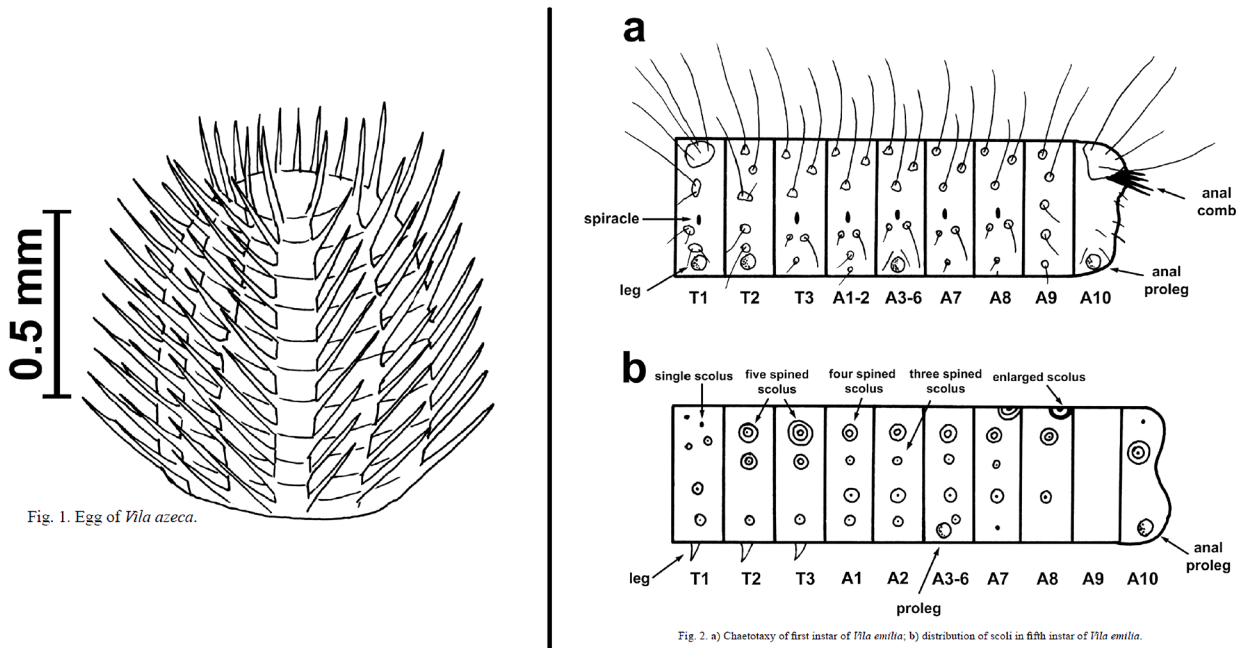 0.5 mm
Fig. 1. Egg of Vila azeca.
a
spiracle
leg
anal
comb
anal
proleg
T1 T2 T3 A1-2 A3-6 A7 A8 A9 A10
b
single scolus
five spined
scolus
four spined
scolus
three spined
scolus
enlarged scolus
leg
anal
proleg
T1 T2 T3 A1 A2 A3-6 A7 A8 A9 A10
proleg
Fig. 2. a) Chaetotaxy of first instar of Vila emilia; b) distribution of scoli in fifth instar of Vila emilia.